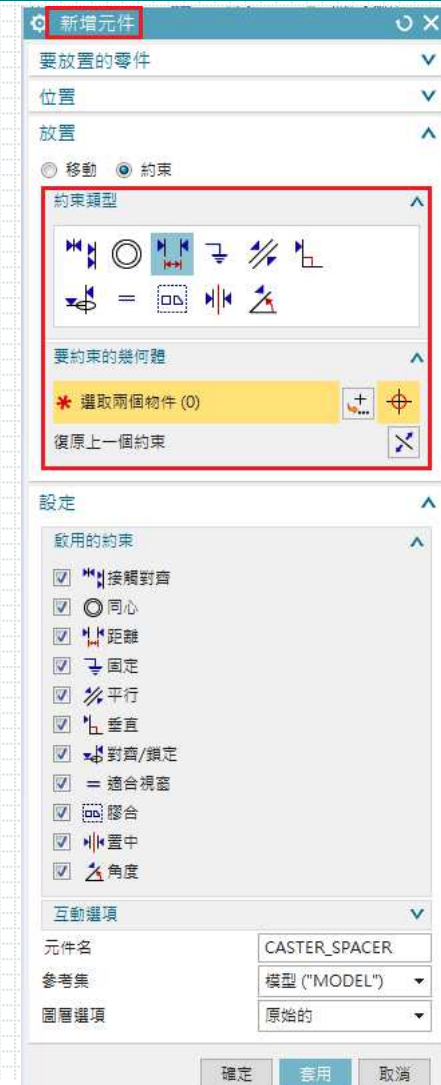 新增元件
要放置的零件
位置
放置
移動 約束
約束類型
要約束的幾何體
* 選取兩個物件 (0)
復原上一個約束
設定
啟用的約束
接觸對齊
同心
距離
固定
平行
垂直
對齊/鎖定
適合視窗
膠合
置中
角度
互動選項
元件名 CASTER_SPACER
參考集 模型 ("MODEL")
圖層選項 原始的
確定 套用 取消